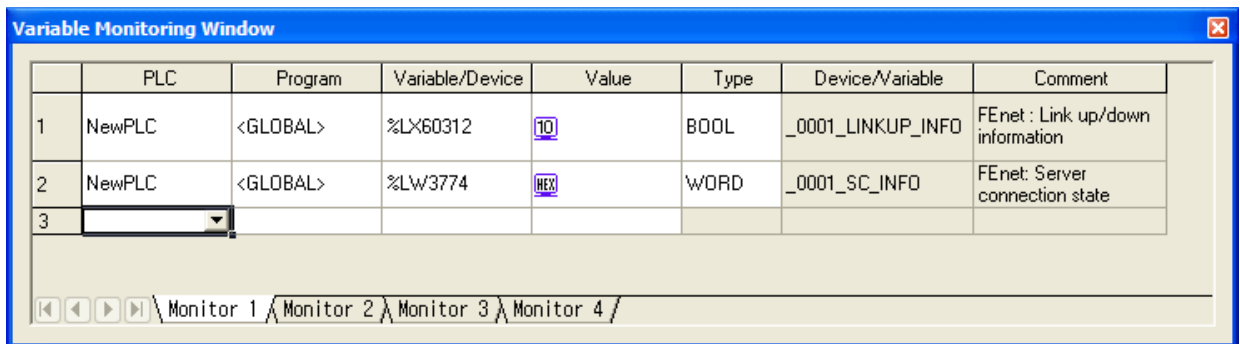 Variable Monitoring Window
PLC Program Variable/Device Value Type Device/Variable Comment
1 NewPLC <GLOBAL> %LX60312 10 BOOL _0001_LINKUP_INFO FEnet : Link up/down
information
2 NewPLC <GLOBAL> %LW3774 HEX WORD _0001_SC_INFO FEnet: Server
connection state
3
Monitor 1 Monitor 2 Monitor 3 Monitor 4